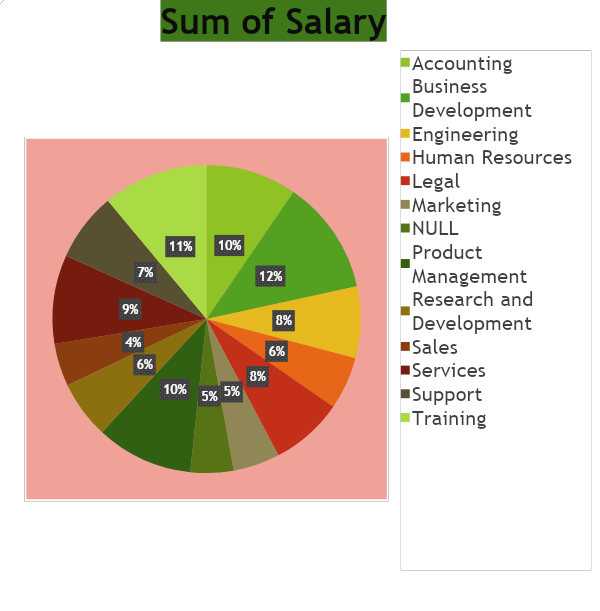 Sum of Salary
Accounting
Business
Development
Engineering
Human Resources
Legal
Marketing
NULL
Product
Management
Research and
Development
Sales
Services
Support
Training
11%
10%
12%
8%
6%
8%
5%
5%
10%
6%
4%
9%
7%